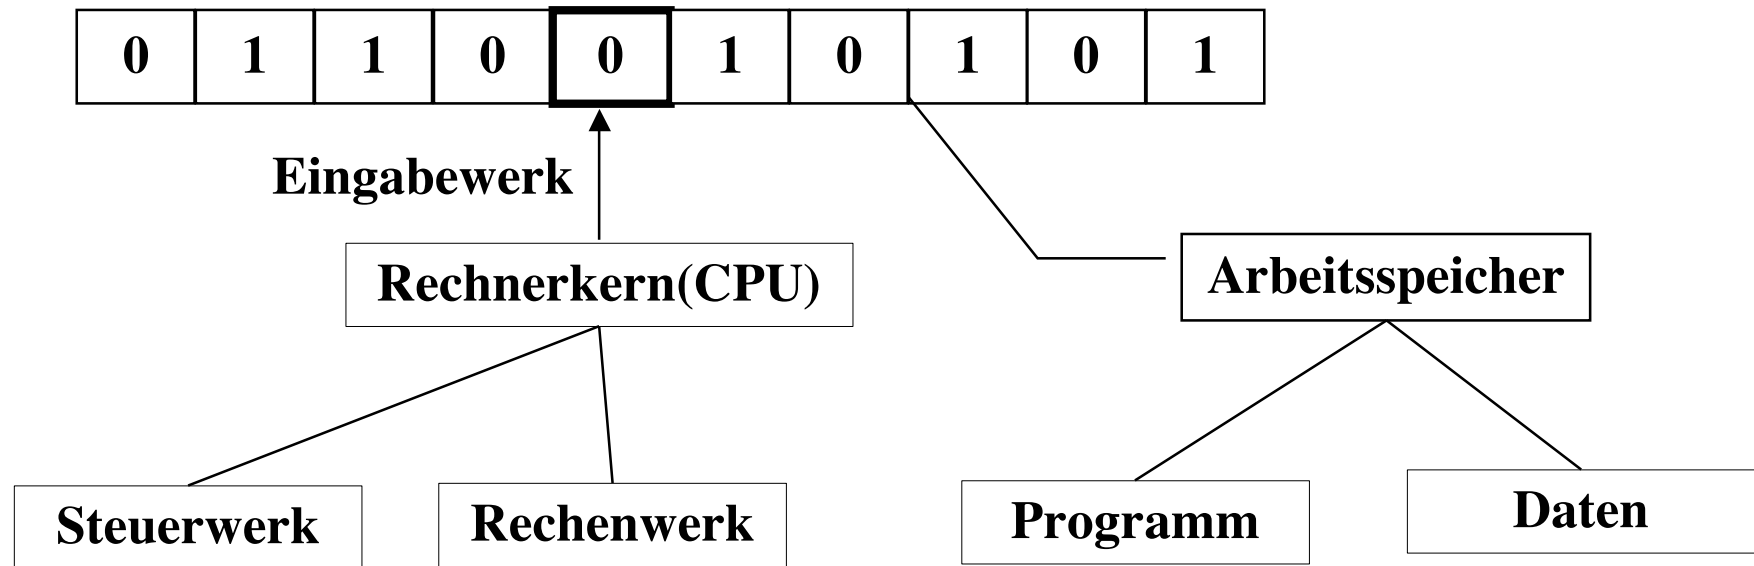 0 1 1 0 0 1 0 1 0 1
Eingabewerk
Rechnerkern(CPU)
Arbeitsspeicher
Steuerwerk
Rechenwerk
Programm
Daten